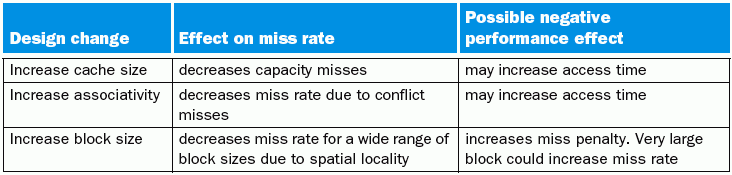 Design change
Effect on miss rate
Possible negative
performance effect
Increase cache size
decreases capacity misses
may increase access time
Increase associativity
decreases miss rate due to conflict
misses
may increase access time
Increase block size
decreases miss rate for a wide range of
block sizes due to spatial locality
increases miss penalty. Very large
block could increase miss rate